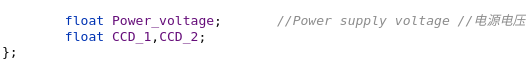 float Power_voltage; //Power supply voltage //电源电压
float CCD_1,CCD_2;
};